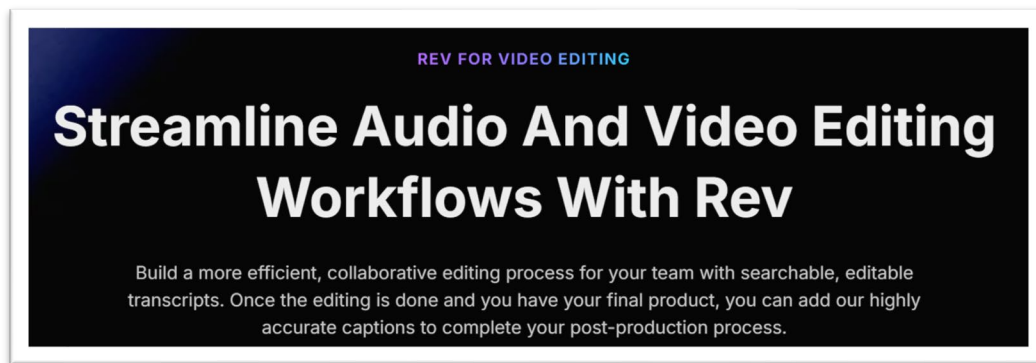 REV FOR VIDEO EDITING
Streamline Audio And Video Editing
Workflows With Rev
Build a more efficient, collaborative editing process for your team with searchable, editable
transcripts. Once the editing is done and you have your final product, you can add our highly
accurate captions to complete your post-production process.